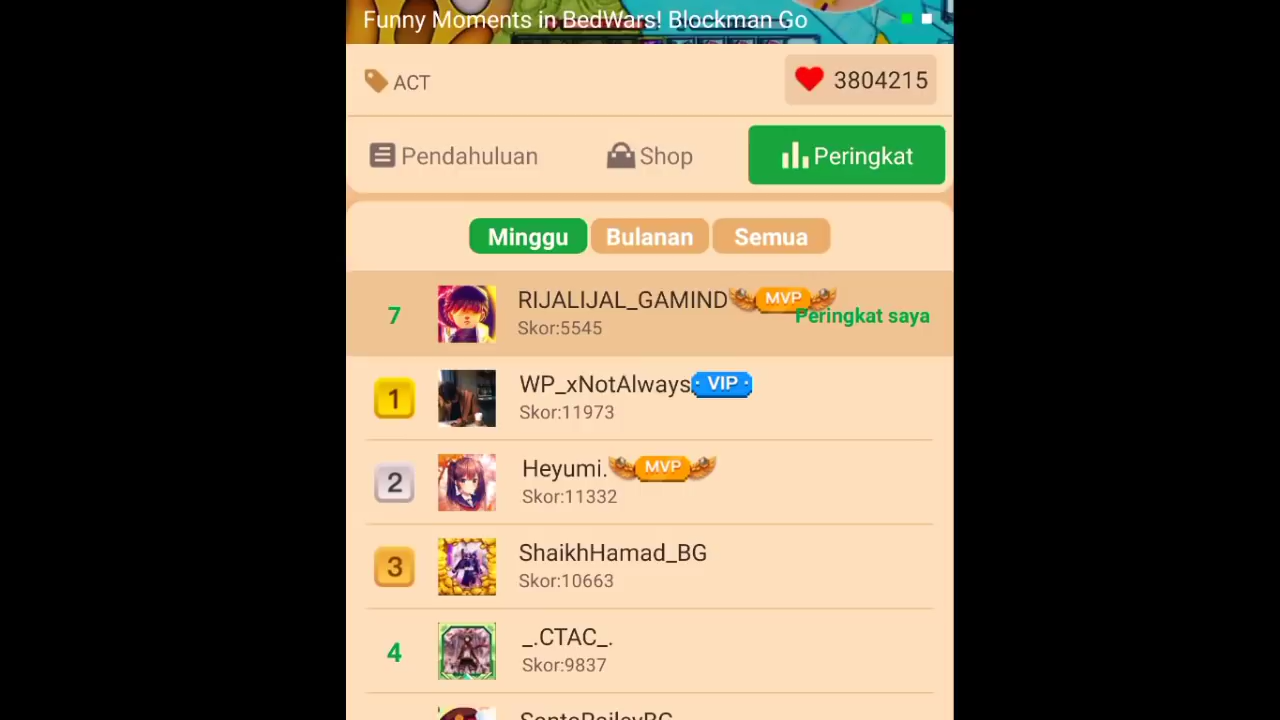 Funny Moments in BedWars! Blockman Go
ACT
3804215
Pendahuluan
Shop
Peringkat
Minggu
Bulanan
Semua
7
RIJALIJAL_GAMIND
MVP
Peringkat saya
Skor:5545
1
WP_xNotAlways
VIP
Skor:11973
2
Heyumi.
MVP
Skor:11332
3
ShaikhHamad_BG
Skor:10663
4
_.CTAC_.
Skor:9837